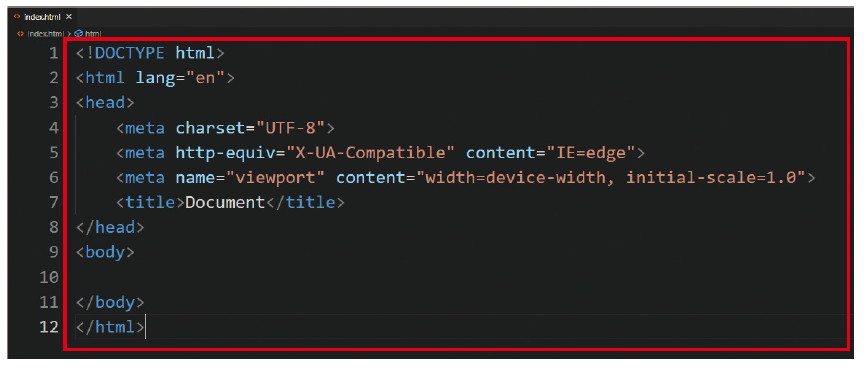 index.html ×
index.html > html
1 <!DOCTYPE html>
2 <html lang="en">
3 <head>
4     <meta charset="UTF-8">
5     <meta http-equiv="X-UA-Compatible" content="IE=edge">
6     <meta name="viewport" content="width=device-width, initial-scale=1.0">
7     <title>Document</title>
8 </head>
9 <body>
10
11 </body>
12 </html>